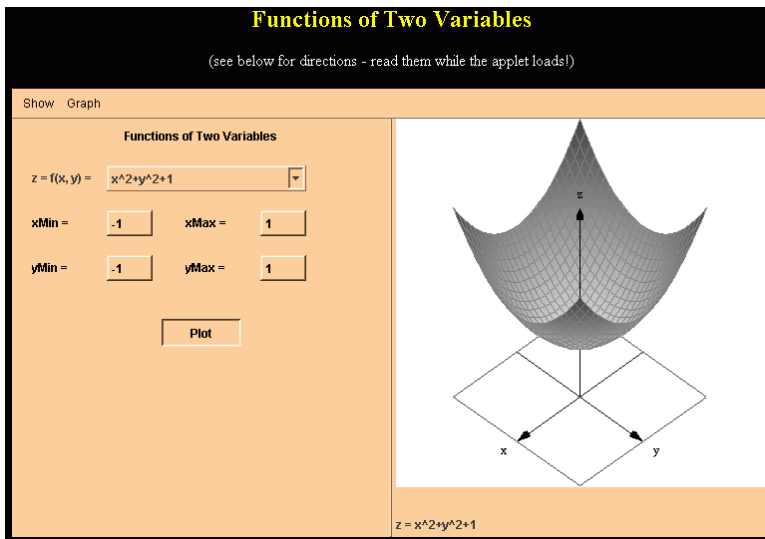 Functions of Two Variables
(see below for directions - read them while the applet loads!)
Show Graph
Functions of Two Variables
z = f(x, y) = x^2+y^2+1
xMin = -1 xMax = 1
yMin = -1 yMax = 1
Plot
z
x
y
z = x^2+y^2+1